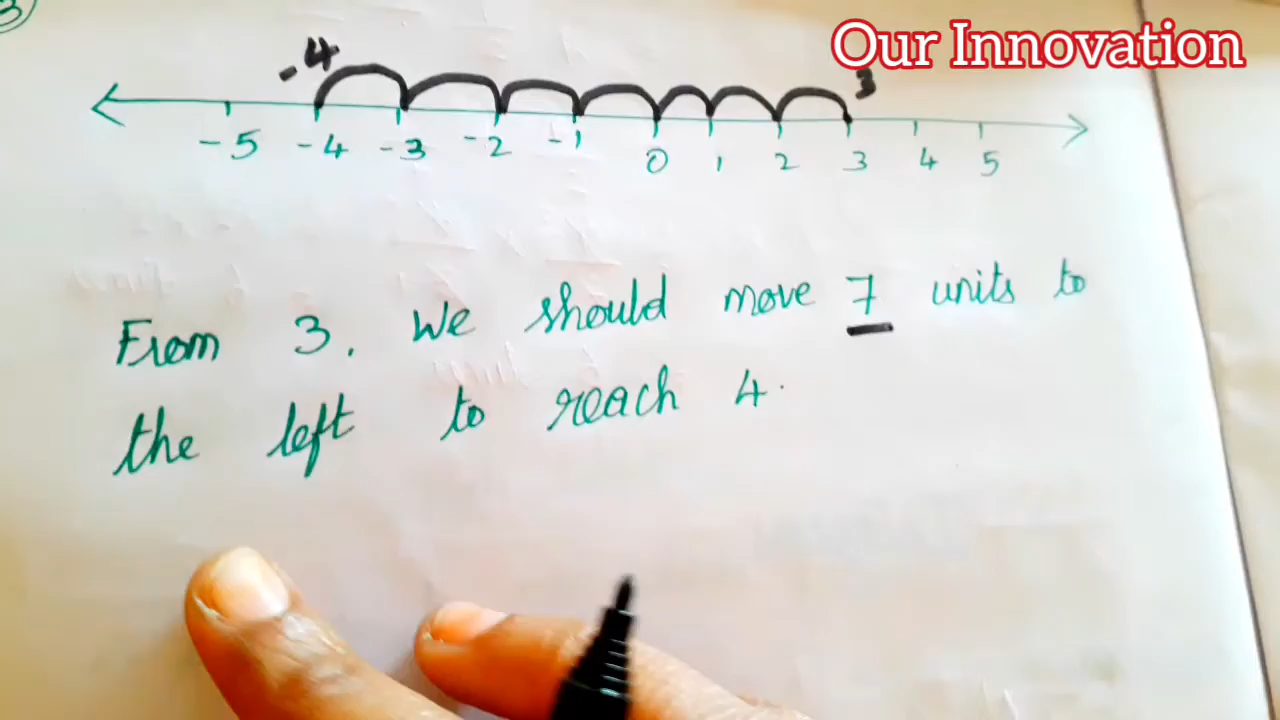 Our Innovation
3
-4
3
-5 -4 -3 -2 -1 0 1 2 3 4 5
From 3. We should move 7 units to
the left to reach 4.